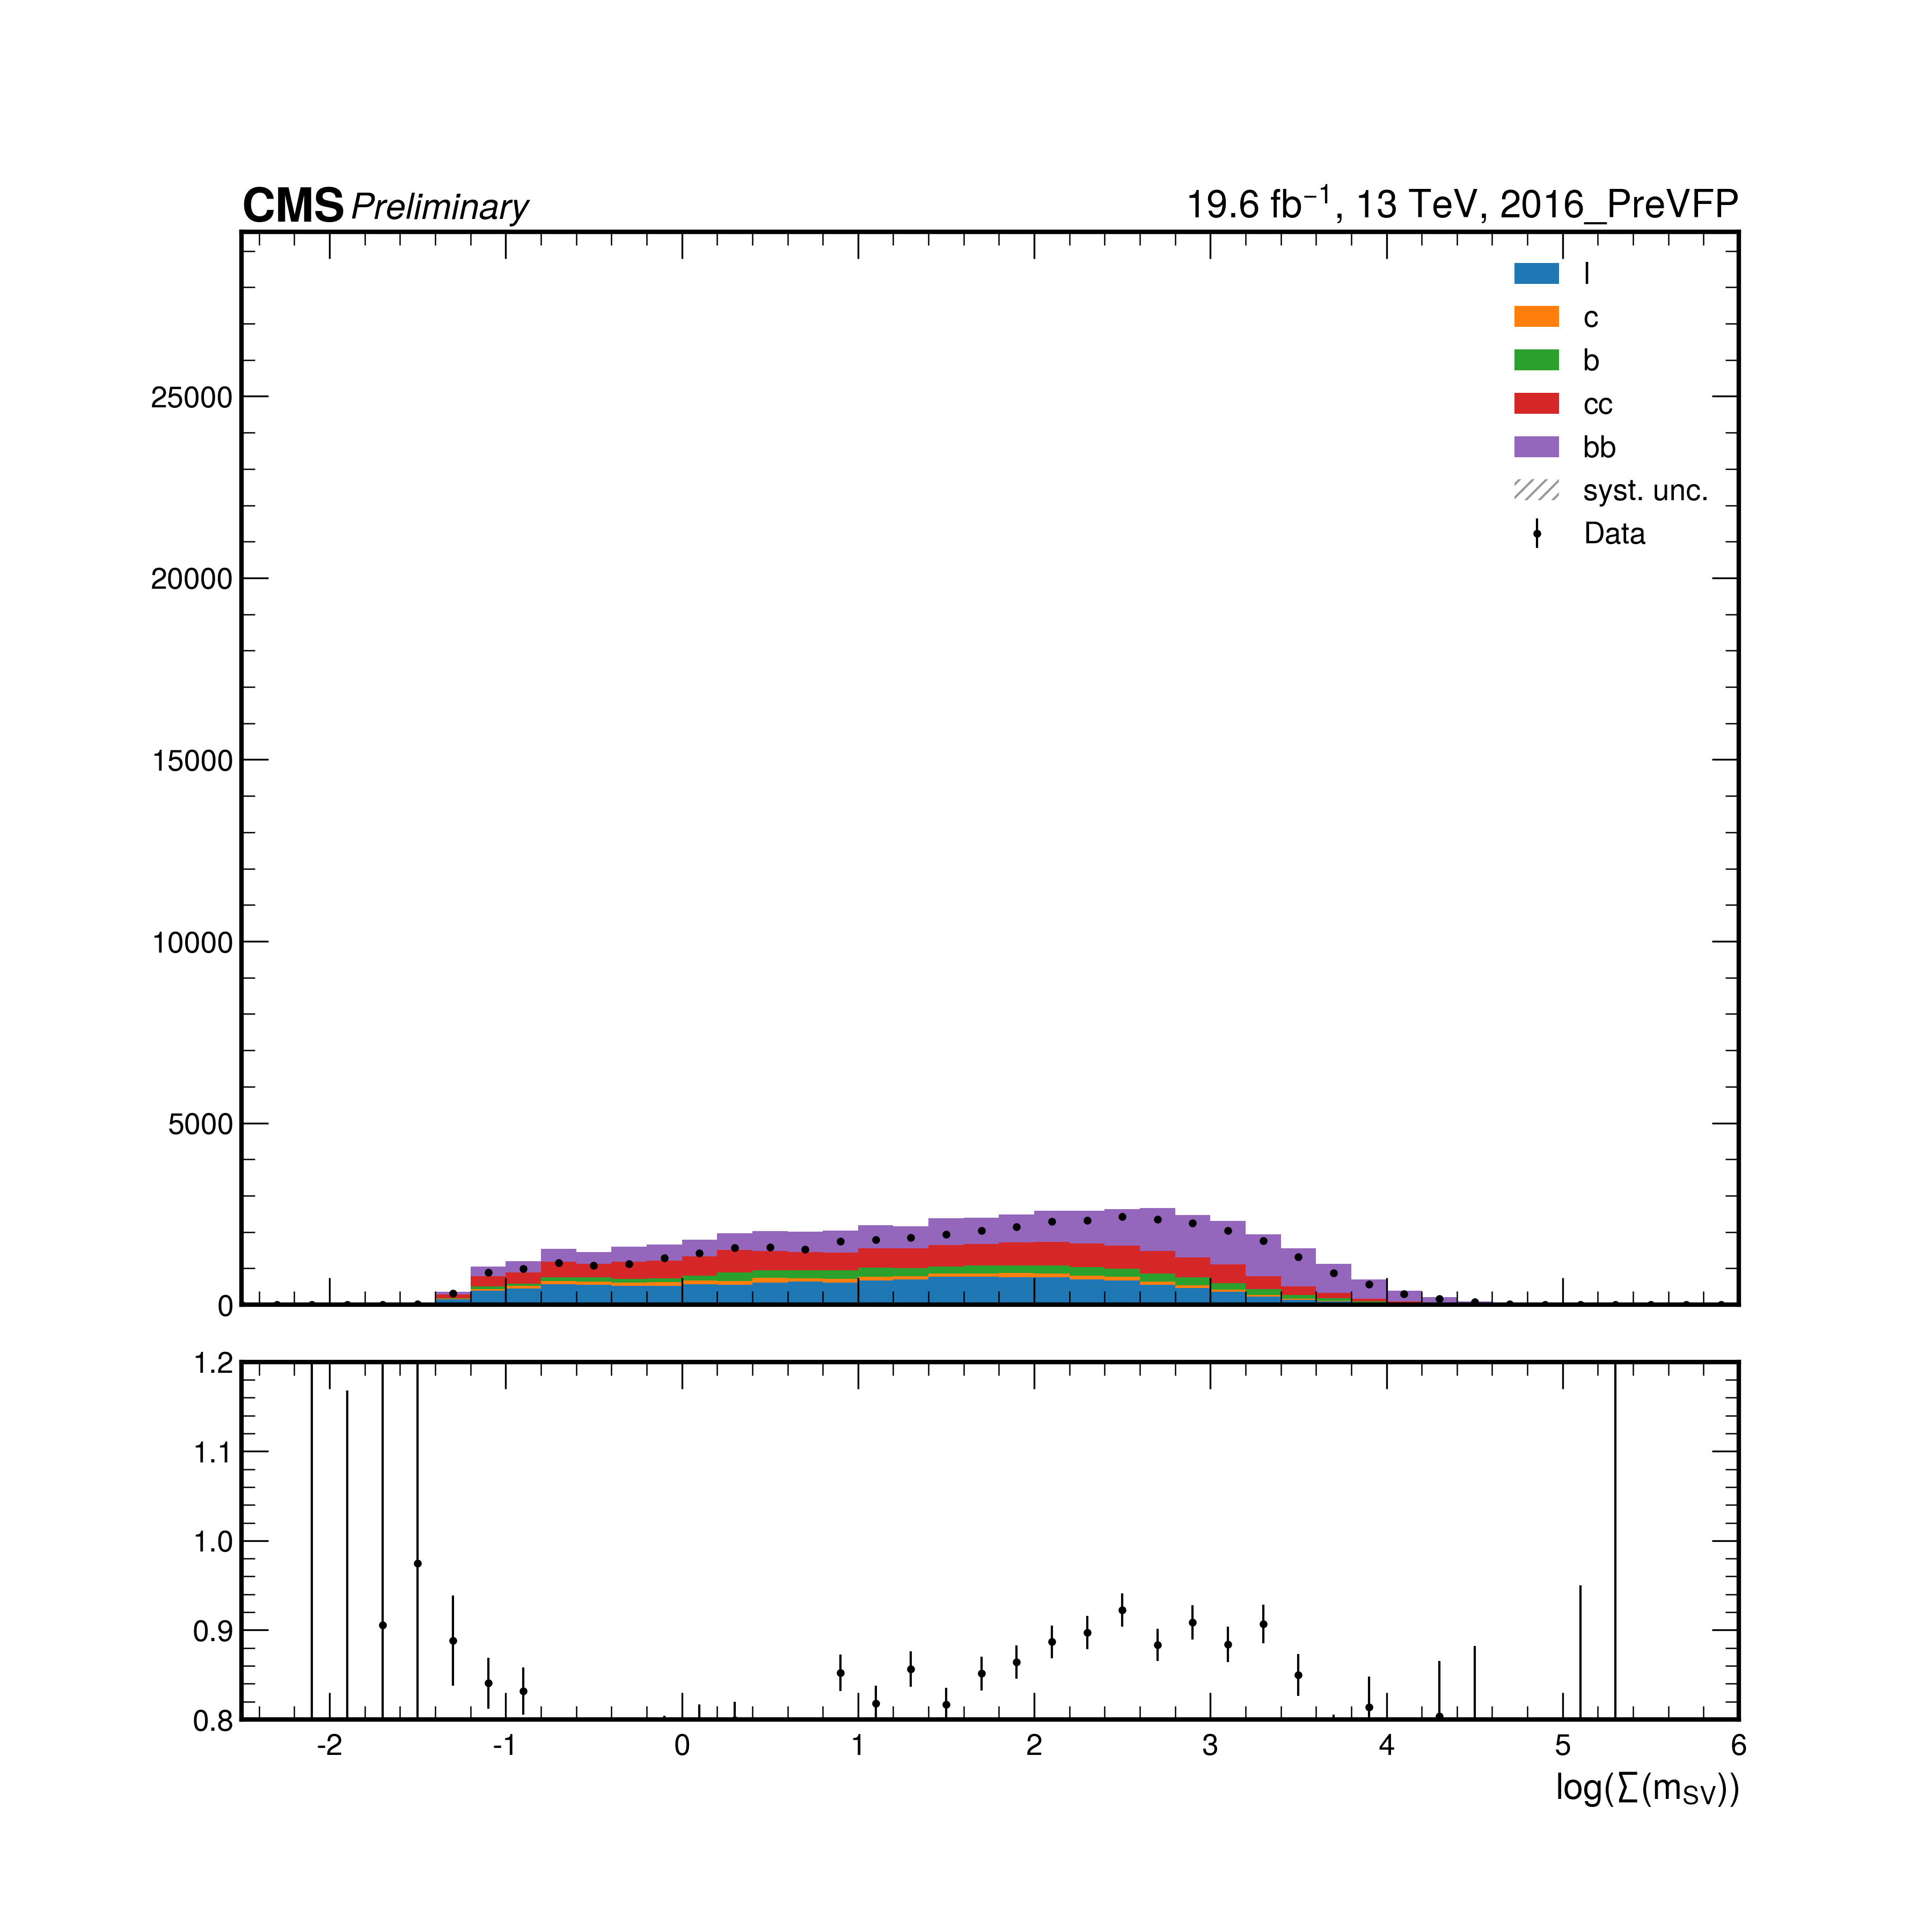 CMS Preliminary 19.6 fb⁻¹, 13 TeV, 2016_PreVFP
l
c
b
cc
bb
syst. unc.
Data
25000
20000
15000
10000
5000
0
1.2
1.1
1.0
0.9
0.8
-2 -1 0 1 2 3 4 5 6
log(Σ(m_SV))